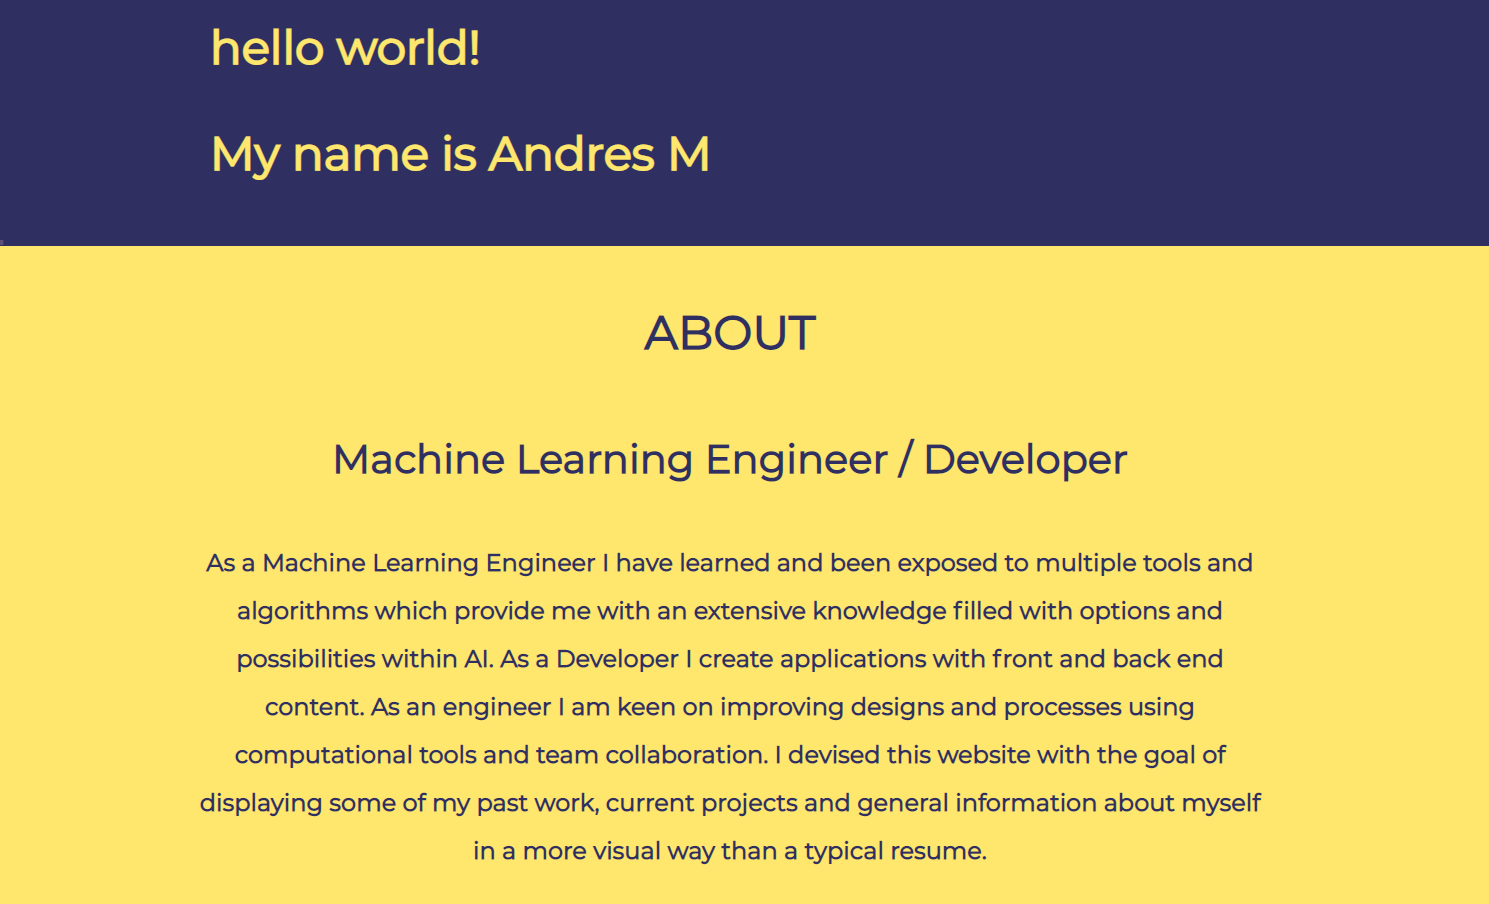 hello world!
My name is Andres M
ABOUT
Machine Learning Engineer / Developer
As a Machine Learning Engineer I have learned and been exposed to multiple tools and
algorithms which provide me with an extensive knowledge filled with options and
possibilities within AI. As a Developer I create applications with front and back end
content. As an engineer I am keen on improving designs and processes using
computational tools and team collaboration. I devised this website with the goal of
displaying some of my past work, current projects and general information about myself
in a more visual way than a typical resume.